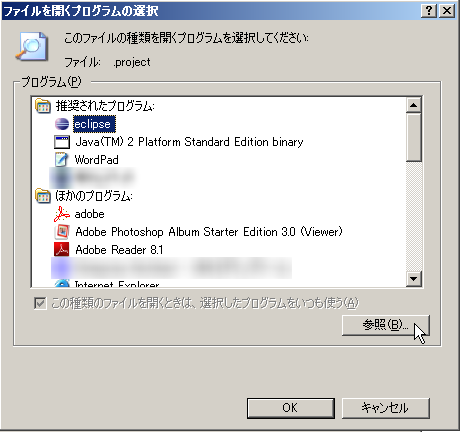 ファイルを開くプログラムの選択
このファイルの種類を開くプログラムを選択してください:
ファイル: .project
プログラム(P)
推奨されたプログラム:
eclipse
Java(TM) 2 Platform Standard Edition binary
WordPad
ほかのプログラム:
adobe
Adobe Photoshop Album Starter Edition 3.0 (Viewer)
Adobe Reader 8.1
Internet Explorer
この種類のファイルを開くときは、選択したプログラムをいつも使う(A)
参照(B)...
OK
キャンセル